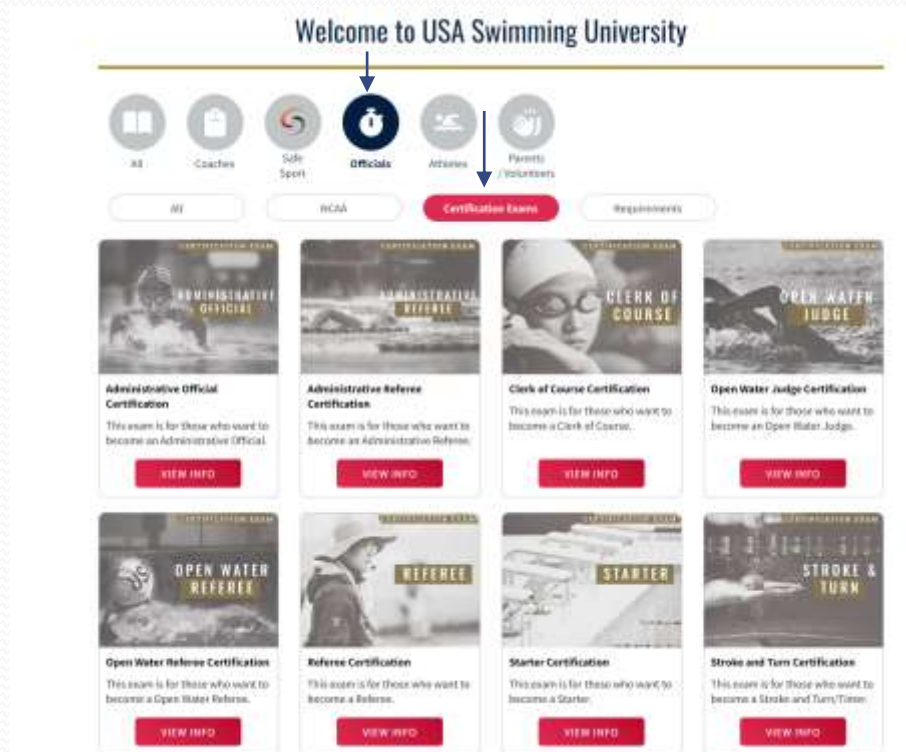 Welcome to USA Swimming University
All
Coaches
Safe
Sport
Officials
Athletes
Parents
/ Volunteers
All
NCAA
Certification Exams
Requirements
CERTIFICATION EXAM
ADMINISTRATIVE
OFFICIAL
Administrative Official
Certification
This exam is for those who want to
become an Administrative Official.
VIEW INFO
CERTIFICATION EXAM
ADMINISTRATIVE
REFEREE
Administrative Referee
Certification
This exam is for those who want to
become an Administrative Referee.
VIEW INFO
CERTIFICATION EXAM
CLERK OF
COURSE
Clerk of Course Certification
This exam is for those who want to
become a Clerk of Course.
VIEW INFO
CERTIFICATION EXAM
OPEN WATER
JUDGE
Open Water Judge Certification
This exam is for those who want to
become an Open Water Judge.
VIEW INFO
CERTIFICATION EXAM
OPEN WATER
REFEREE
Open Water Referee Certification
This exam is for those who want to
become a Open Water Referee.
VIEW INFO
CERTIFICATION EXAM
REFEREE
Referee Certification
This exam is for those who want to
become a Referee.
VIEW INFO
CERTIFICATION EXAM
STARTER
Starter Certification
This exam is for those who want to
become a Starter.
VIEW INFO
CERTIFICATION EXAM
STROKE &
TURN
Stroke and Turn Certification
This exam is for those who want to
become a Stroke and Turn/Timer.
VIEW INFO